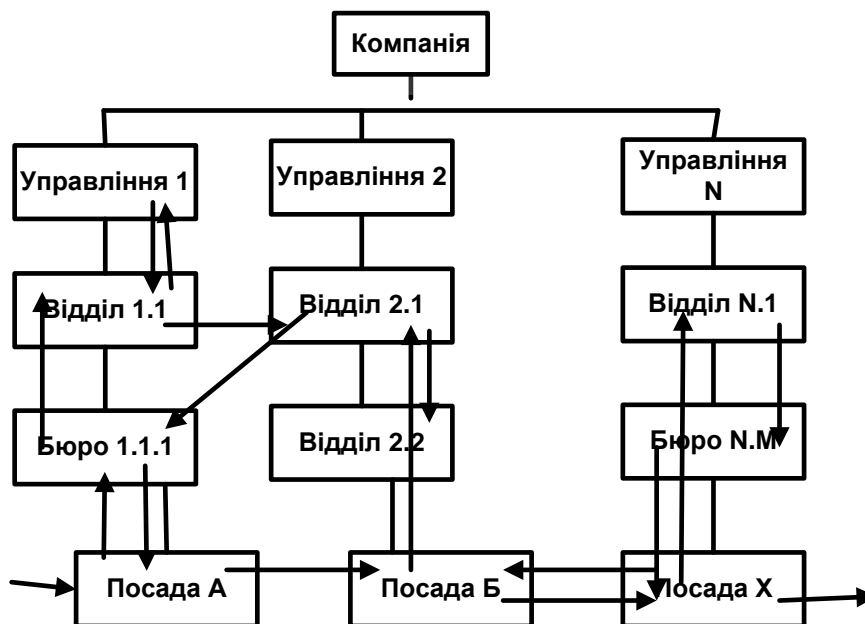 Компанія
Управління 1
Управління 2
Управління
N
Відділ 1.1
Відділ 2.1
Відділ N.1
Бюро 1.1.1
Відділ 2.2
Бюро N.M
Посада А
Посада Б
Посада Х